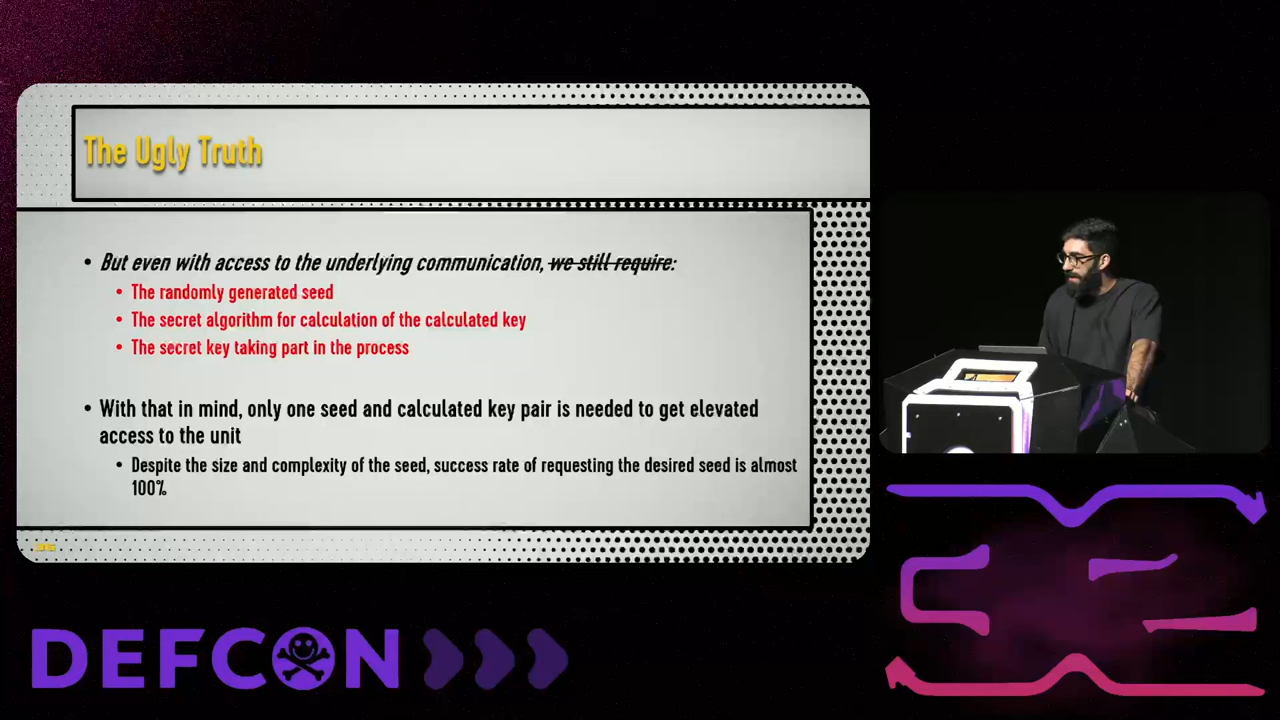 The Ugly Truth
• But even with access to the underlying communication, we still require:
• The randomly generated seed
• The secret algorithm for calculation of the calculated key
• The secret key taking part in the process
• With that in mind, only one seed and calculated key pair is needed to get elevated
access to the unit
• Despite the size and complexity of the seed, success rate of requesting the desired seed is almost
100%
DEFCON